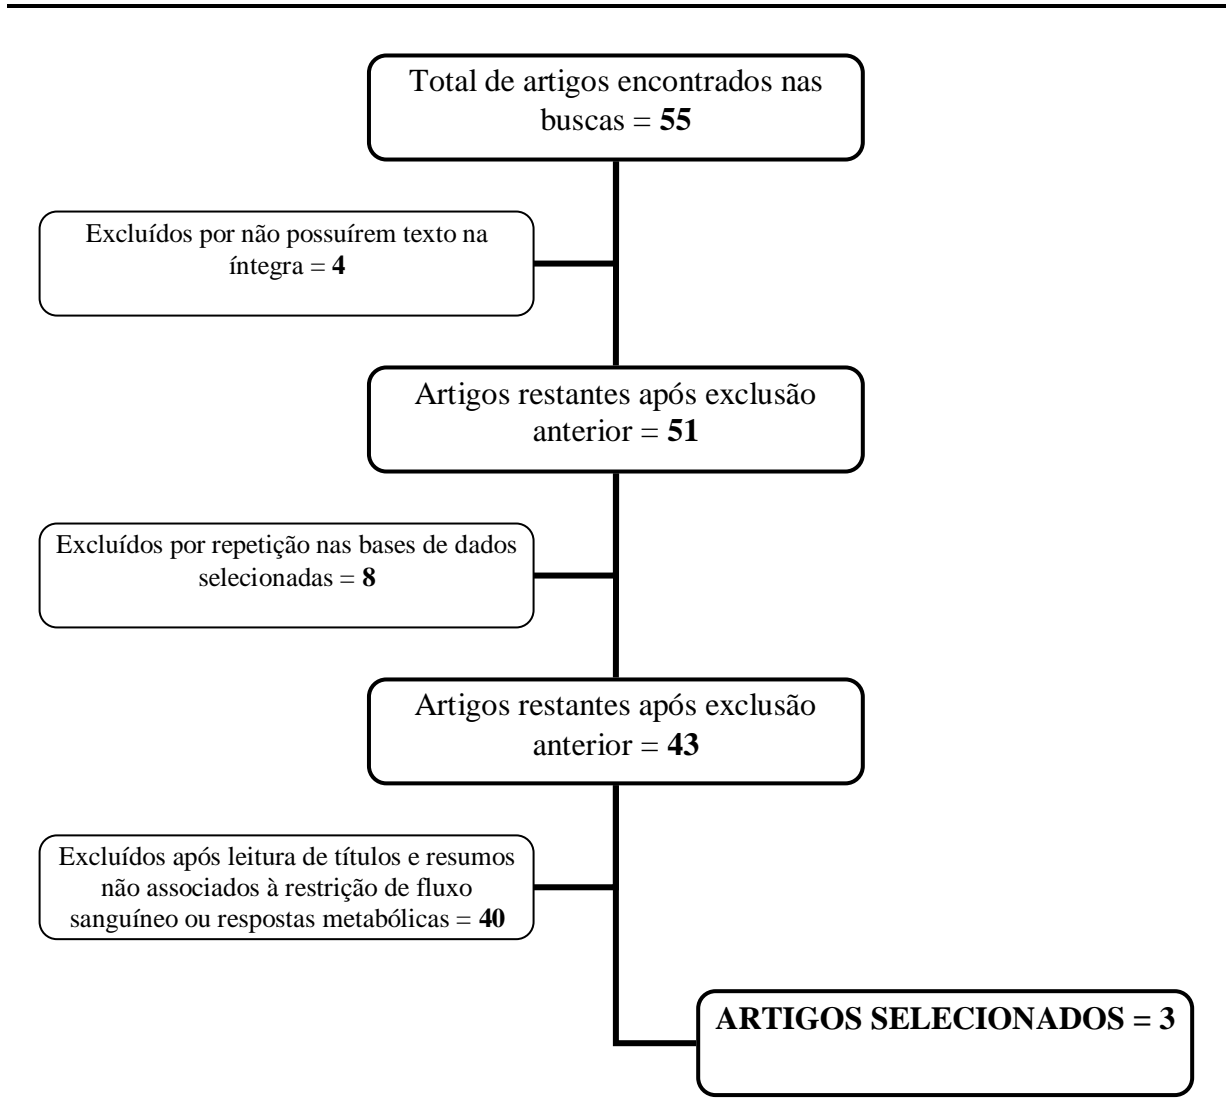 Total de artigos encontrados nas
buscas = 55
Excluídos por não possuírem texto na
íntegra = 4
Artigos restantes após exclusão
anterior = 51
Excluídos por repetição nas bases de dados
selecionadas = 8
Artigos restantes após exclusão
anterior = 43
Excluídos após leitura de títulos e resumos
não associados à restrição de fluxo
sanguíneo ou respostas metabólicas = 40
ARTIGOS SELECIONADOS = 3